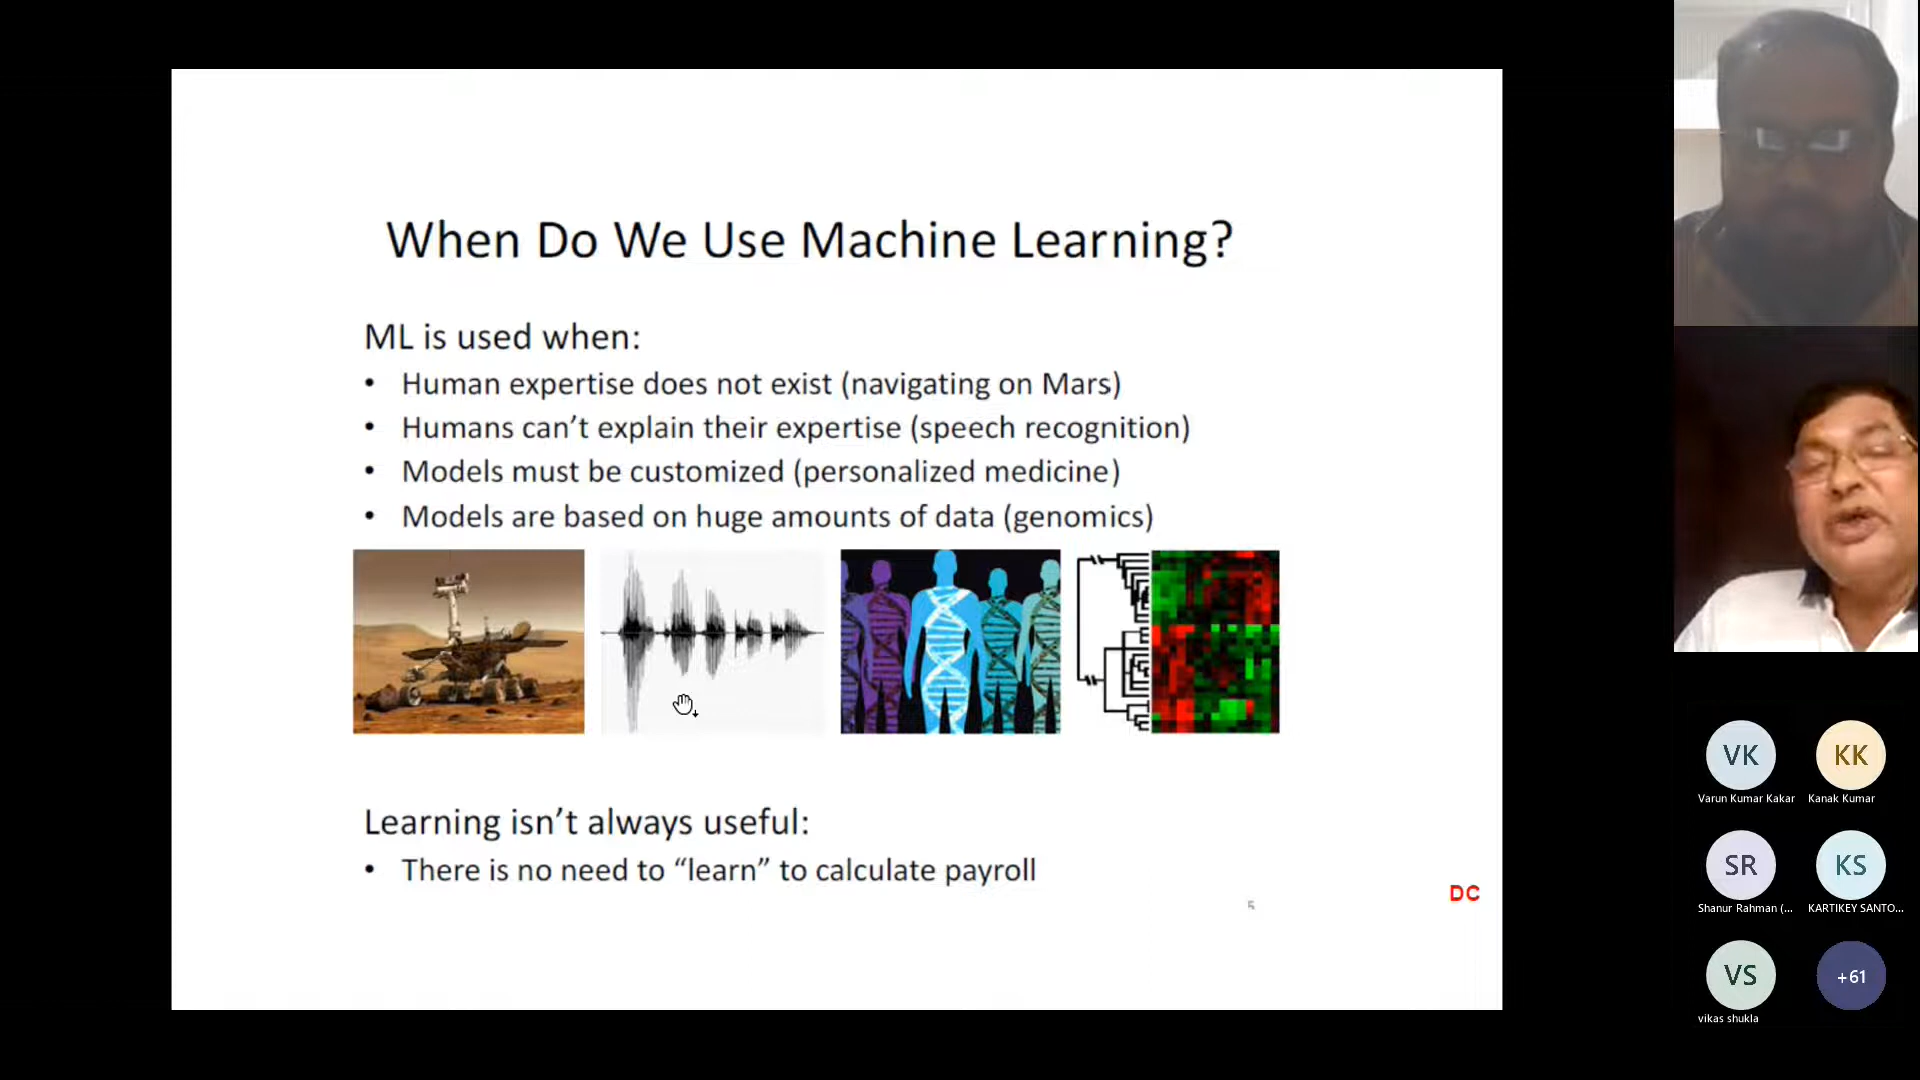 When Do We Use Machine Learning?
ML is used when:
• Human expertise does not exist (navigating on Mars)
• Humans can’t explain their expertise (speech recognition)
• Models must be customized (personalized medicine)
• Models are based on huge amounts of data (genomics)
Learning isn’t always useful:
• There is no need to “learn” to calculate payroll
5
DC
VK
KK
Varun Kumar Kakar
Kanak Kumar
SR
KS
Shanur Rahman (...
KARTIKEY SANTO...
VS
+61
vikas shukla